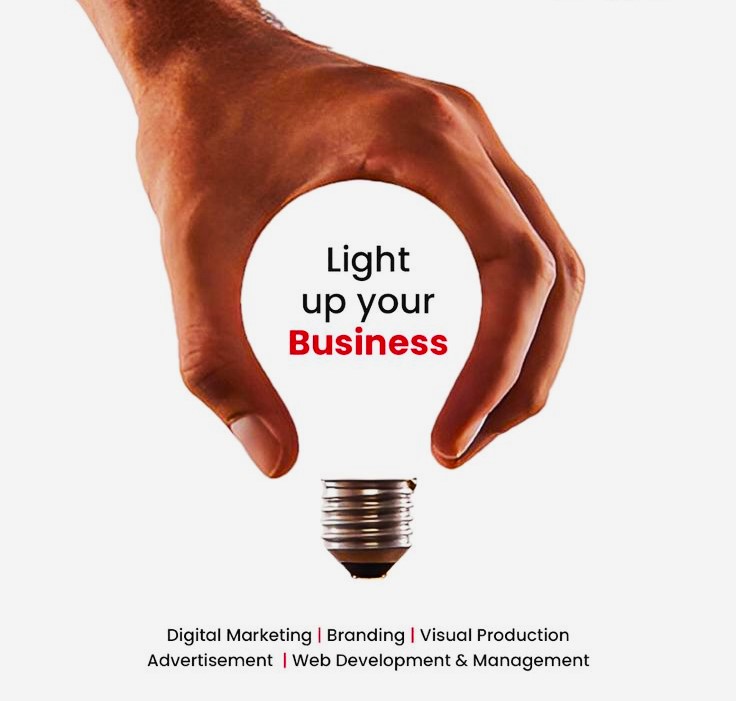 Light
up your
Business
Digital Marketing | Branding | Visual Production
Advertisement | Web Development & Management